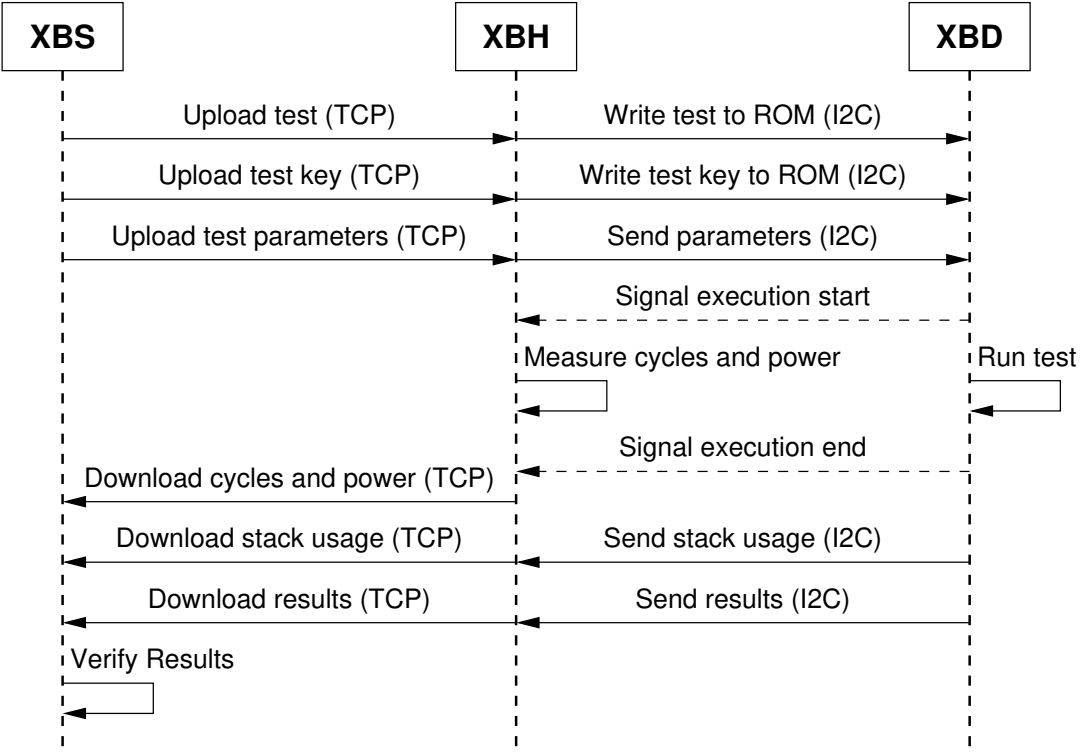 XBS
XBH
XBD
Upload test (TCP)
Write test to ROM (I2C)
Upload test key (TCP)
Write test key to ROM (I2C)
Upload test parameters (TCP)
Send parameters (I2C)
Signal execution start
Measure cycles and power
Run test
Signal execution end
Download cycles and power (TCP)
Download stack usage (TCP)
Send stack usage (I2C)
Download results (TCP)
Send results (I2C)
Verify Results